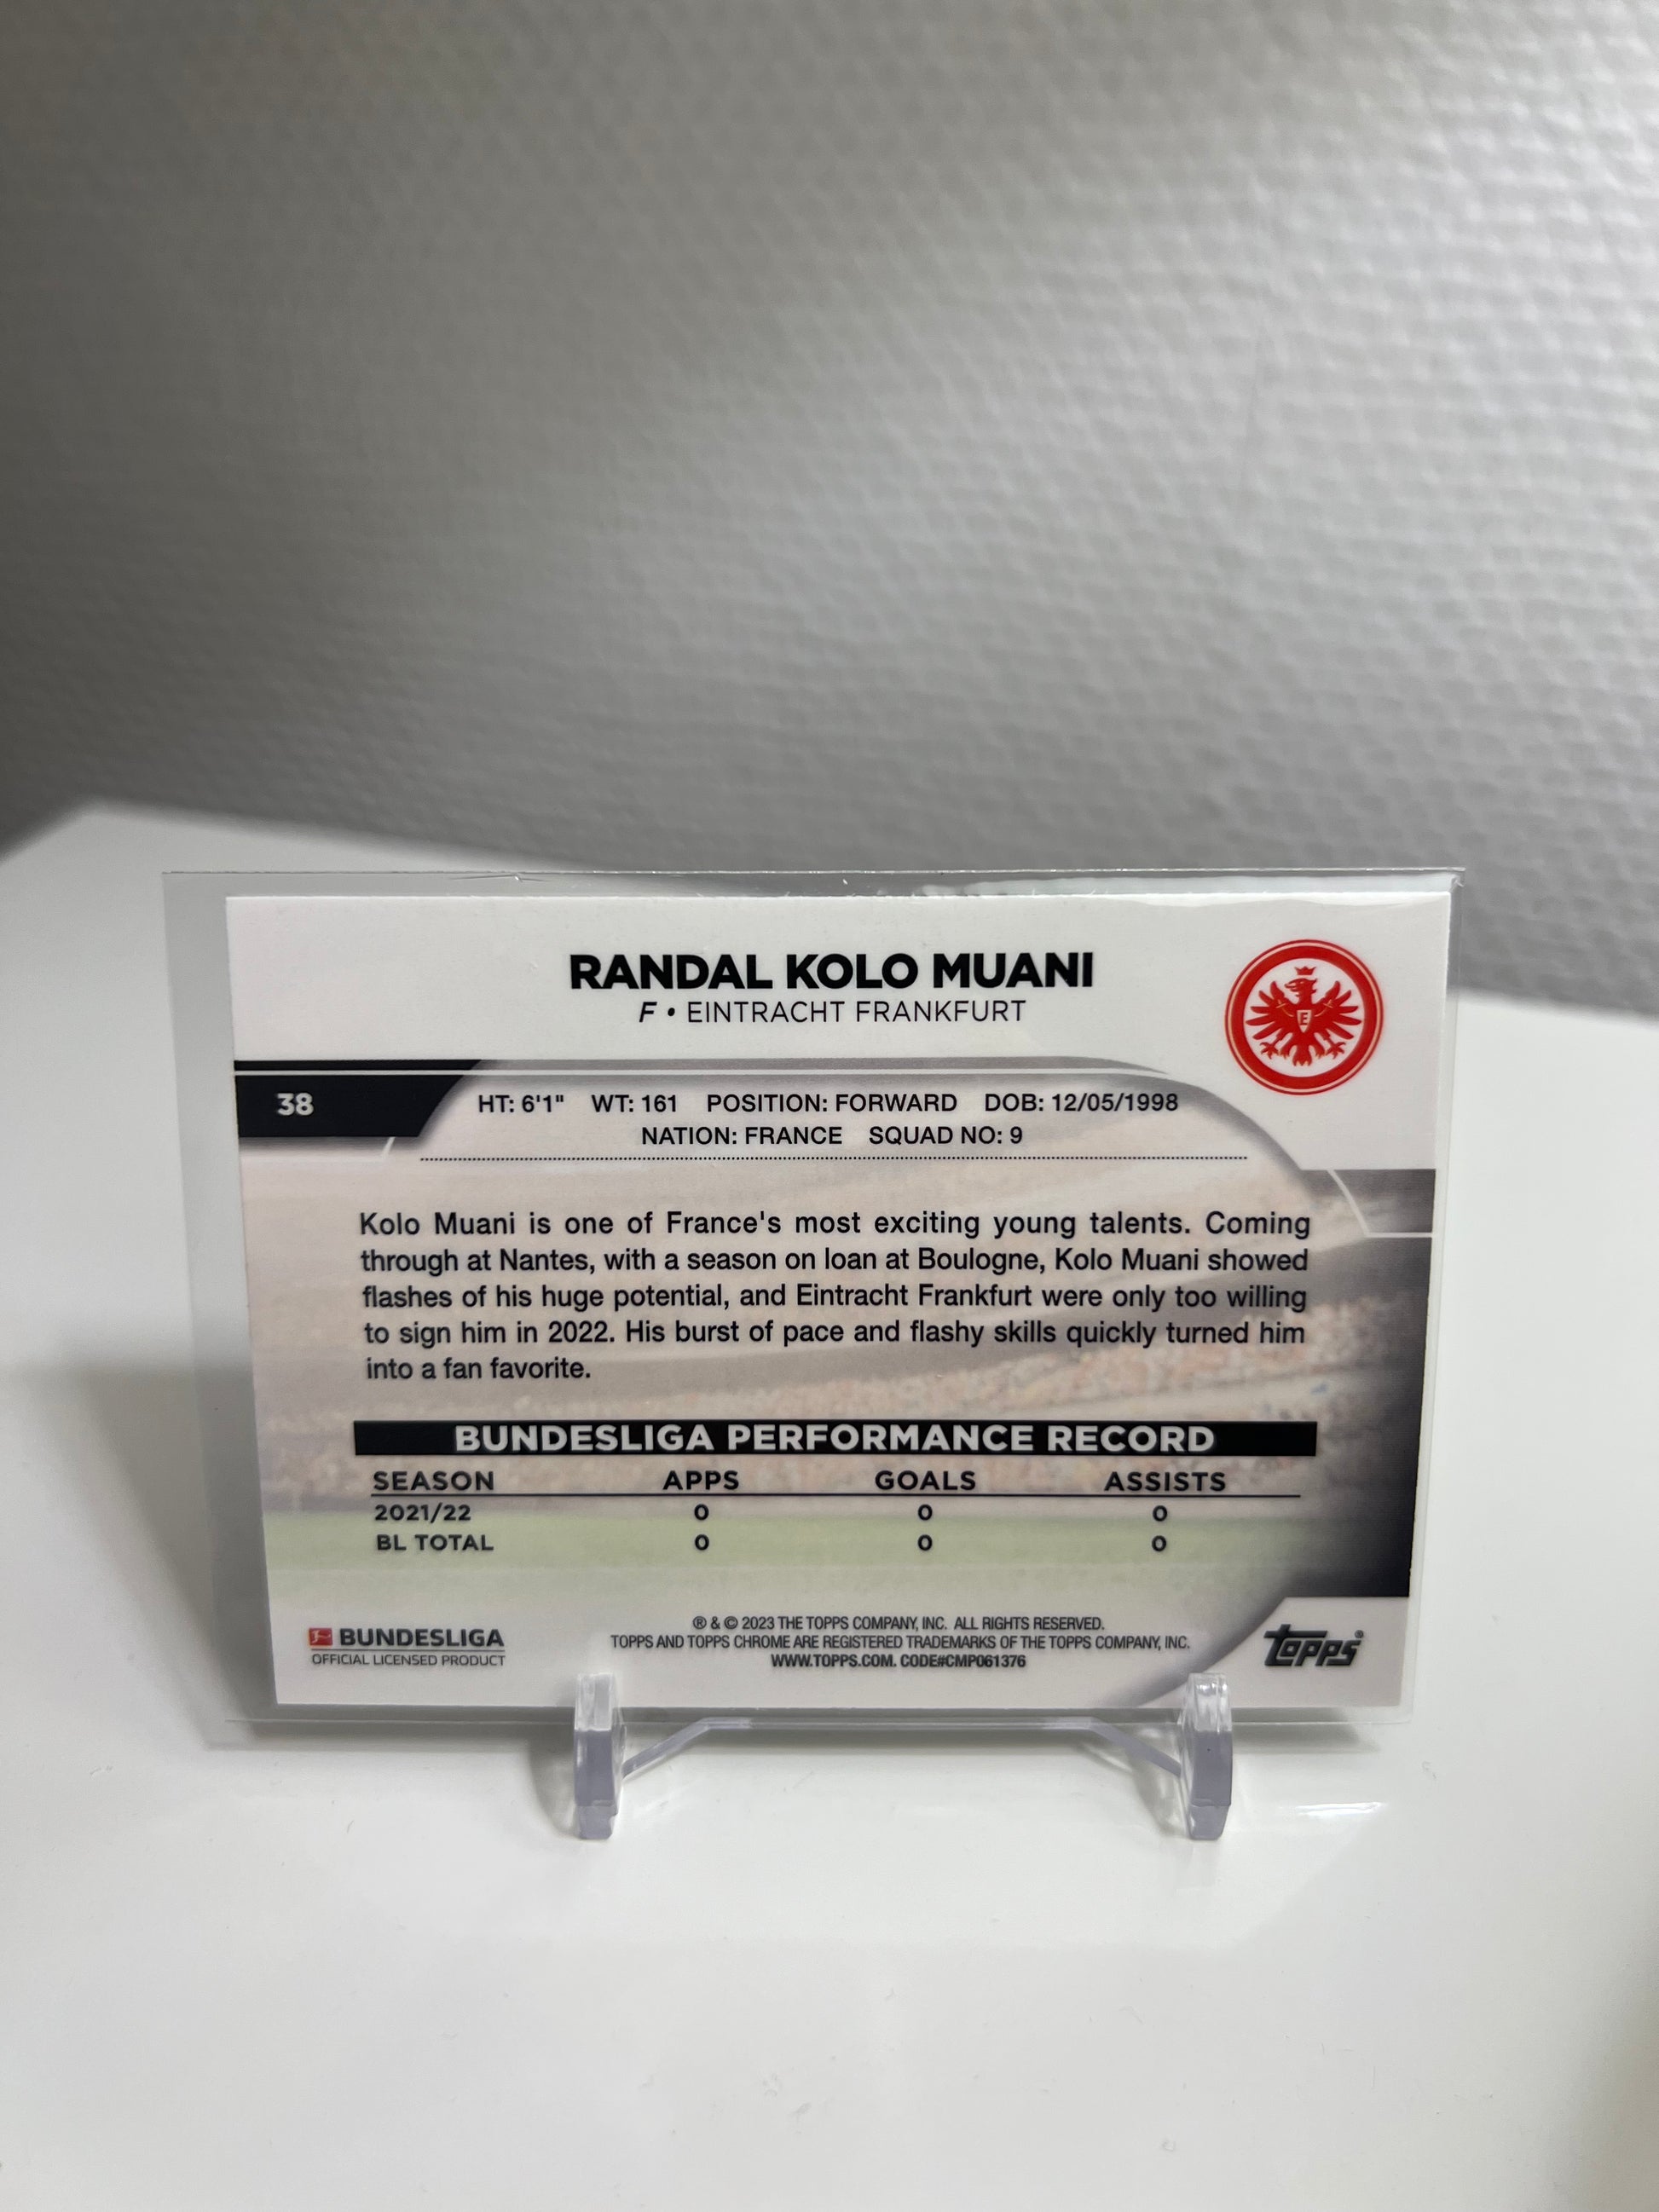 RANDAL KOLO MUANI
F • EINTRACHT FRANKFURT
E
38
HT: 6'1" WT: 161 POSITION: FORWARD DOB: 12/05/1998
NATION: FRANCE SQUAD NO: 9
Kolo Muani is one of France's most exciting young talents. Coming
through at Nantes, with a season on loan at Boulogne, Kolo Muani showed
flashes of his huge potential, and Eintracht Frankfurt were only too willing
to sign him in 2022. His burst of pace and flashy skills quickly turned him
into a fan favorite.
BUNDESLIGA PERFORMANCE RECORD
SEASON APPS GOALS ASSISTS
2021/22 0 0 0
BL TOTAL 0 0 0
BUNDESLIGA
OFFICIAL LICENSED PRODUCT
® & © 2023 THE TOPPS COMPANY, INC. ALL RIGHTS RESERVED.
TOPPS AND TOPPS CHROME ARE REGISTERED TRADEMARKS OF THE TOPPS COMPANY, INC.
WWW.TOPPS.COM. CODE#CMP061376
topps®